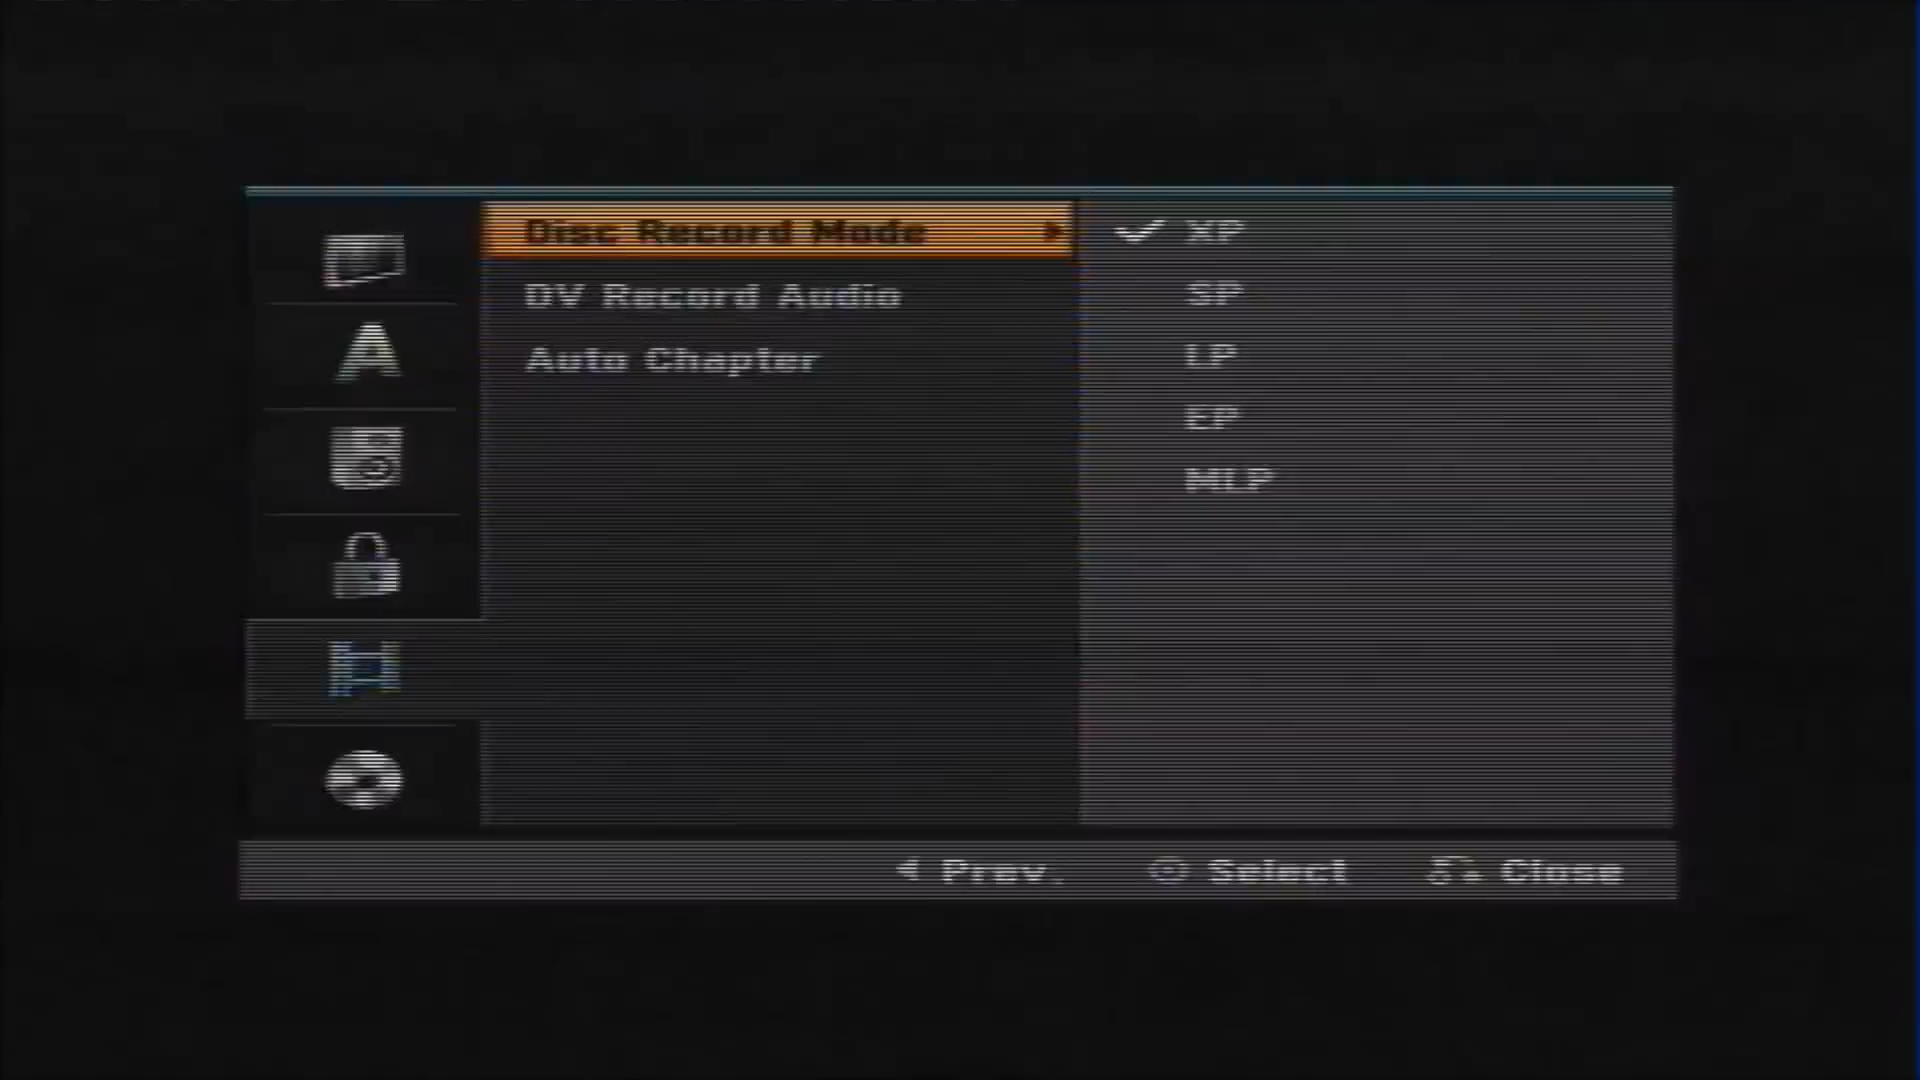 Disc Record Mode
XP
DV Record Audio
SP
Auto Chapter
LP
EP
MLP
Prev.
Select
Close